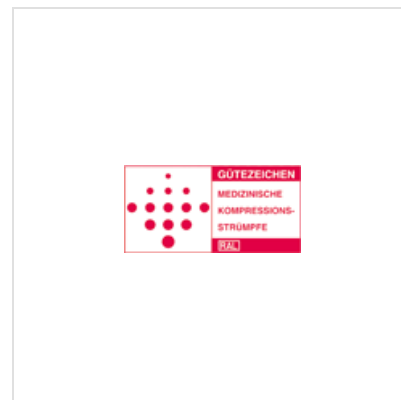 GÜTEZEICHEN
MEDIZINISCHE
KOMPRESSIONS-
STRÜMPFE
RAL